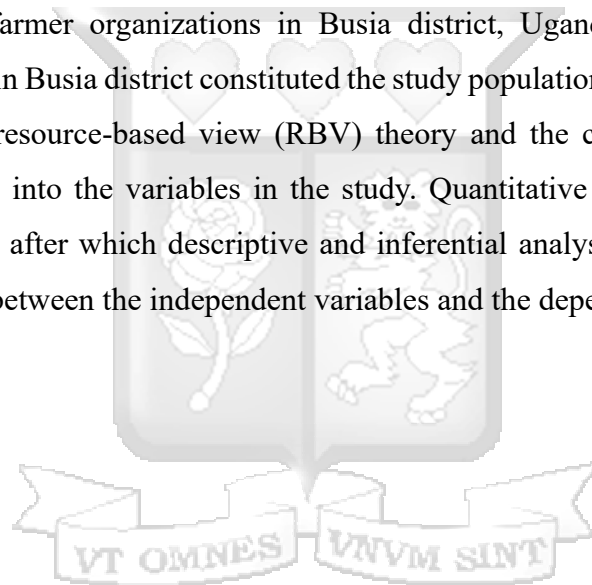 farmer organizations in Busia district, Ugan
in Busia district constituted the study population
resource-based view (RBV) theory and the c
into the variables in the study. Quantitative
after which descriptive and inferential analys
between the independent variables and the depe
VT OMNES VNVM SINT